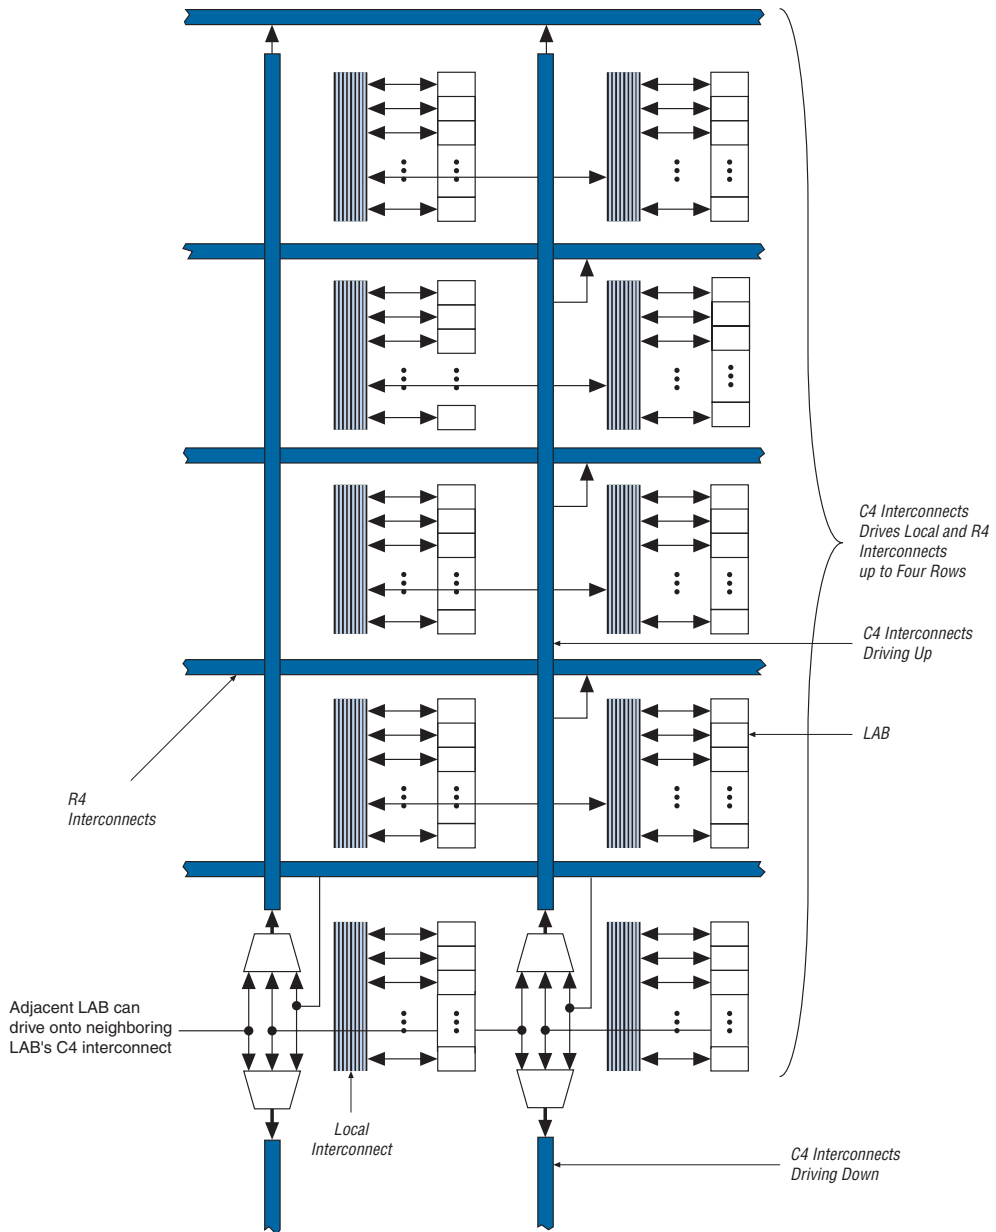 C4 Interconnects
Drives Local and R4
Interconnects
up to Four Rows
C4 Interconnects
Driving Up
LAB
R4
Interconnects
Adjacent LAB can
drive onto neighboring
LAB's C4 interconnect
Local
Interconnect
C4 Interconnects
Driving Down